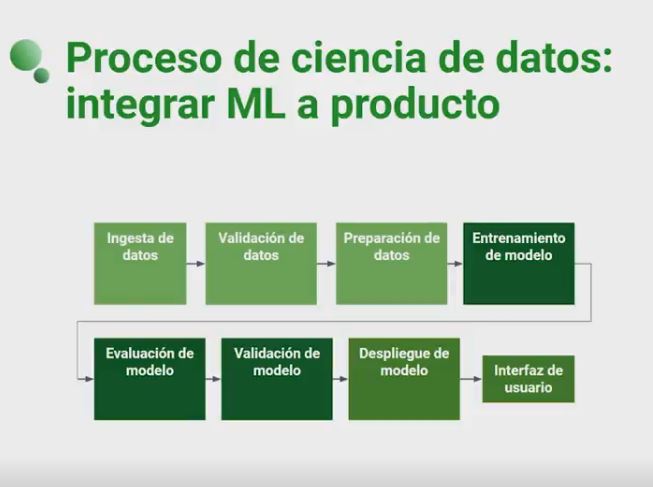 Proceso de ciencia de datos:
integrar ML a producto
Ingesta de
datos
Validación de
datos
Preparación de
datos
Entrenamiento
de modelo
Evaluación de
modelo
Validación de
modelo
Despliegue de
modelo
Interfaz de
usuario